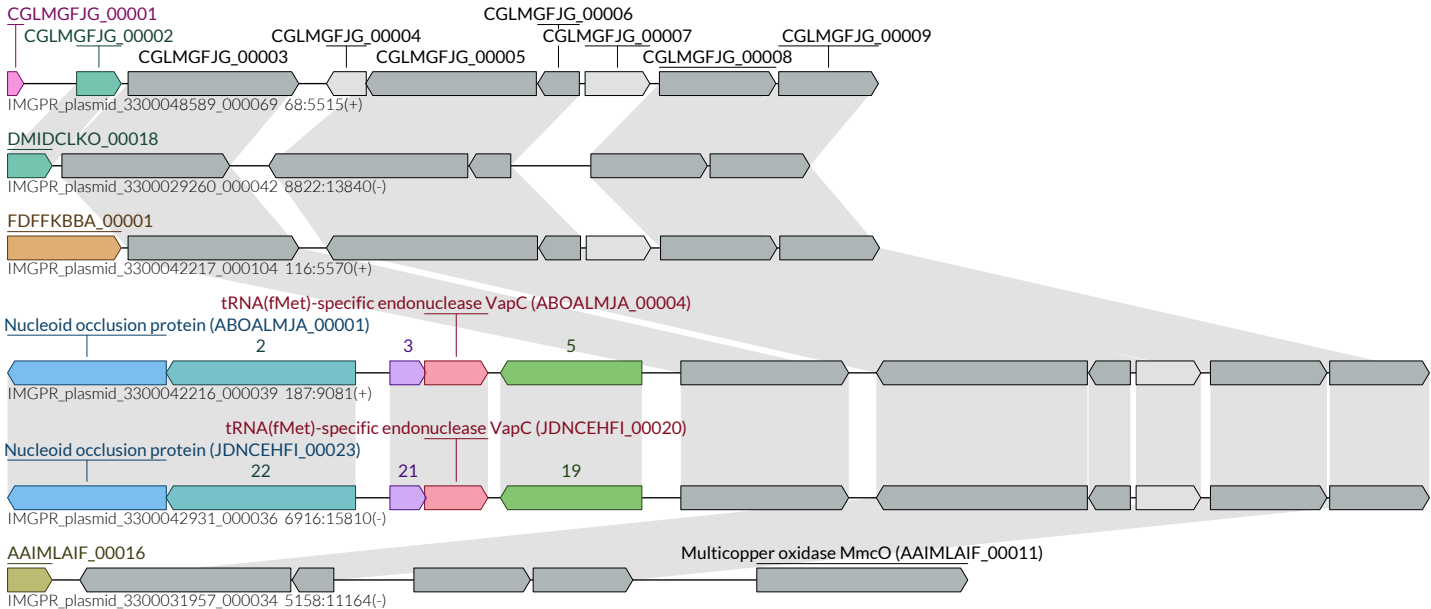 CGLMGFJG_00001
CGLMGFJG_00006
CGLMGFJG_00002
CGLMGFJG_00004
CGLMGFJG_00007
CGLMGFJG_00009
CGLMGFJG_00003
CGLMGFJG_00005
CGLMGFJG_00008
IMGPR_plasmid_3300048589_000069 68:5515(+)
DMIDCLKO_00018
IMGPR_plasmid_3300029260_000042 8822:13840(-)
FDFFKBBA_00001
IMGPR_plasmid_3300042217_000104 116:5570(+)
tRNA(fMet)-specific endonuclease VapC (ABOALMJA_00004)
Nucleoid occlusion protein (ABOALMJA_00001)
2 3 5
IMGPR_plasmid_3300042216_000039 187:9081(+)
tRNA(fMet)-specific endonuclease VapC (JDNCEHFI_00020)
Nucleoid occlusion protein (JDNCEHFI_00023)
22 21 19
IMGPR_plasmid_3300042931_000036 6916:15810(-)
AAIMLAIF_00016
Multicopper oxidase MmcO (AAIMLAIF_00011)
IMGPR_plasmid_3300031957_000034 5158:11164(-)